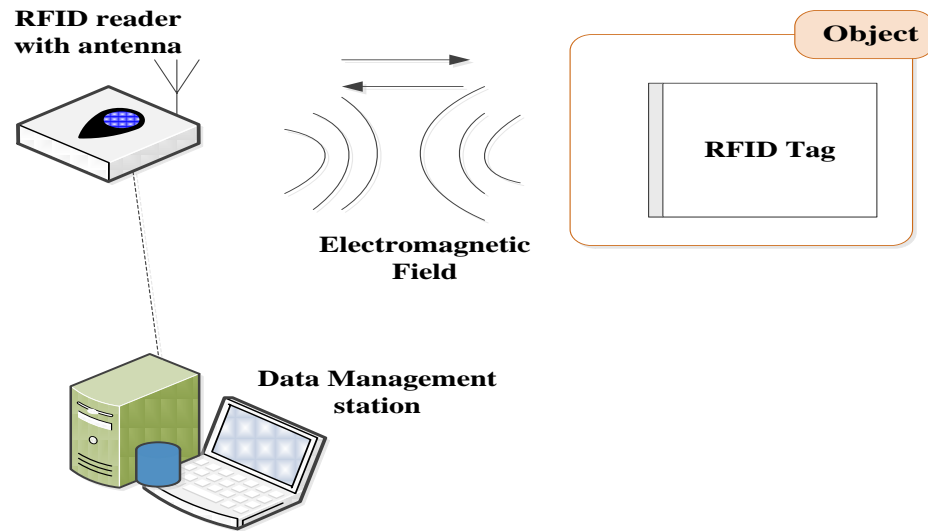 RFID reader
with antenna
Object
RFID Tag
Electromagnetic
Field
Data Management
station